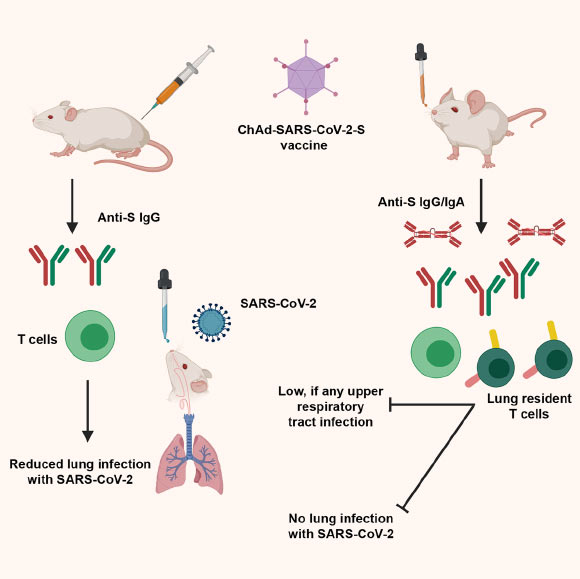 ChAd-SARS-CoV-2-S
vaccine
Anti-S IgG
Anti-S IgG/IgA
SARS-CoV-2
T cells
Lung resident
T cells
Low, if any upper
respiratory
tract infection
Reduced lung infection
with SARS-CoV-2
No lung infection
with SARS-CoV-2